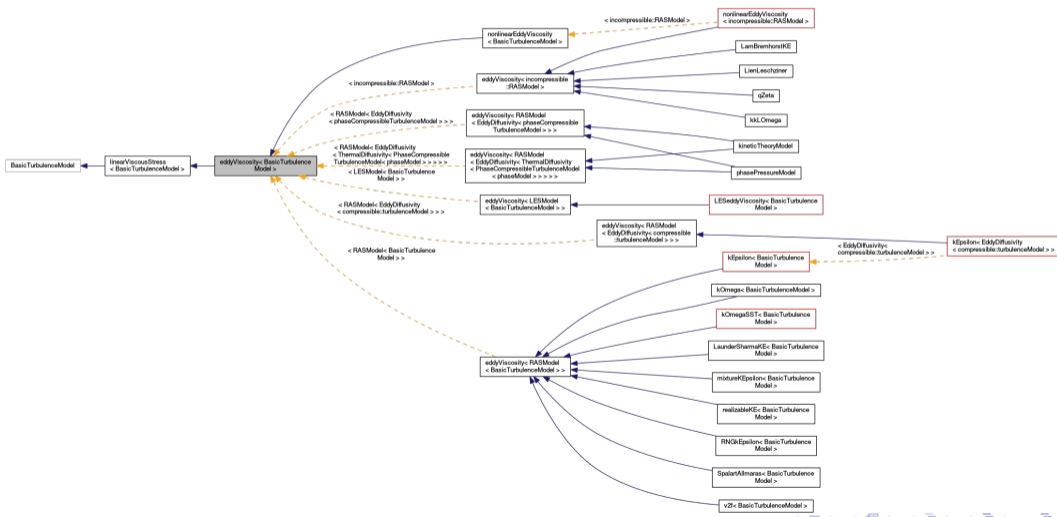 BasicTurbulenceModel
linearViscousStress
< BasicTurbulenceModel >
eddyViscosity< BasicTurbulence
Model >
< incompressible::RASModel >
< RASModel< EddyDiffusivity
< phaseCompressibleTurbulenceModel > > >
< RASModel< EddyDiffusivity
< ThermalDiffusivity< PhaseCompressible
TurbulenceModel< phaseModel > > > > >
< LESModel< BasicTurbulence
Model > >
< RASModel< EddyDiffusivity
< compressible::turbulenceModel > > >
< RASModel< BasicTurbulence
Model > >
nonlinearEddyViscosity
< BasicTurbulenceModel >
eddyViscosity< incompressible
::RASModel >
eddyViscosity< RASModel
< EddyDiffusivity< phaseCompressible
TurbulenceModel > > >
eddyViscosity< RASModel
< EddyDiffusivity< ThermalDiffusivity
< PhaseCompressibleTurbulenceModel
< phaseModel > > > > >
eddyViscosity< LESModel
< BasicTurbulenceModel > >
eddyViscosity< RASModel
< EddyDiffusivity< compressible
::turbulenceModel > > >
eddyViscosity< RASModel
< BasicTurbulenceModel > >
< incompressible::RASModel >
nonlinearEddyViscosity
< incompressible::RASModel >
LamBremhorstKE
LienLeschziner
qZeta
kkLOmega
kineticTheoryModel
phasePressureModel
LESeddyViscosity< BasicTurbulence
Model >
kEpsilon< BasicTurbulence
Model >
< EddyDiffusivity<
compressible::turbulenceModel > >
kEpsilon< EddyDiffusivity
< compressible::turbulenceModel > >
kOmega< BasicTurbulenceModel >
kOmegaSST< BasicTurbulence
Model >
LaunderSharmaKE< BasicTurbulence
Model >
mixtureKEpsilon< BasicTurbulence
Model >
realizableKE< BasicTurbulence
Model >
RNGkEpsilon< BasicTurbulence
Model >
SpalartAllmaras< BasicTurbulence
Model >
v2f< BasicTurbulenceModel >